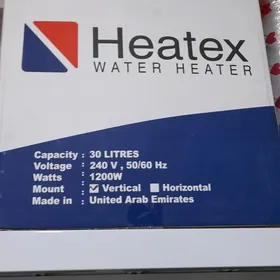 Heatex
WATER HEATER
Capacity : 30 LITRES
Voltage : 240 V , 50/60 Hz
Watts : 1200W
Mount : ☑ Vertical ☐ Horizontal
Made in : United Arab Emirates